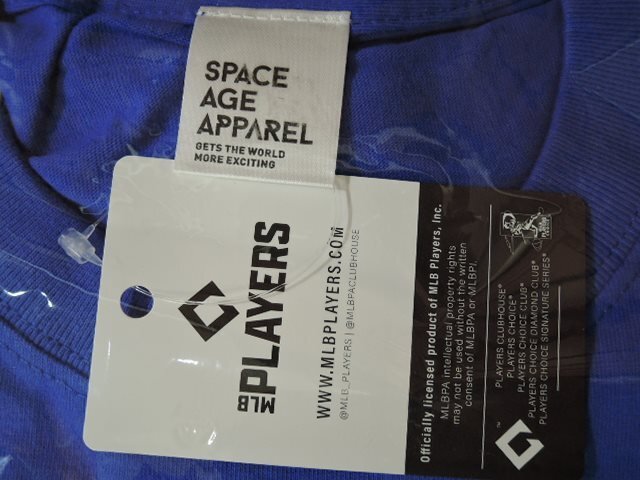 SPACE
AGE
APPAREL
GETS THE WORLD
MORE EXCITING
MLB
PLAYERS
WWW.MLBPLAYERS.COM
@MLB_PLAYERS | @MLBPACLUBHOUSE
Officially licensed product of MLB Players, Inc.
MLBPA intellectual property rights
may not be used without the written
consent of MLBPA or MLBPI.
PLAYERS CLUBHOUSE®
PLAYERS CHOICE®
PLAYERS CHOICE CLUB®
PLAYERS CHOICE DIAMOND CLUB®
PLAYERS CHOICE SIGNATURE SERIES®
™